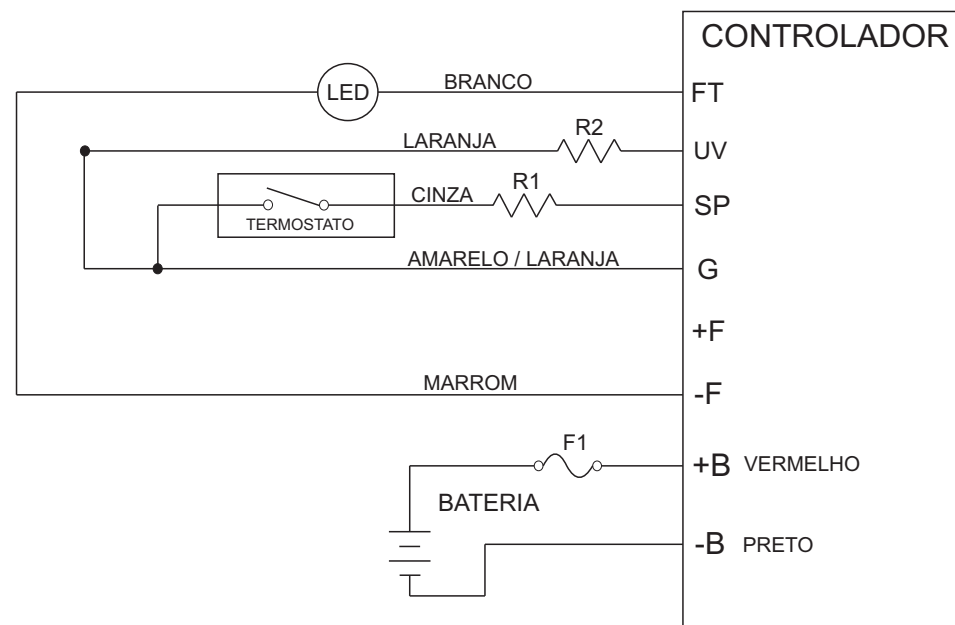 CONTROLADOR
LED
BRANCO
FT
LARANJA
R2
UV
TERMOSTATO
CINZA
R1
SP
AMARELO / LARANJA
G
+F
MARROM
-F
F1
+B VERMELHO
BATERIA
-B PRETO